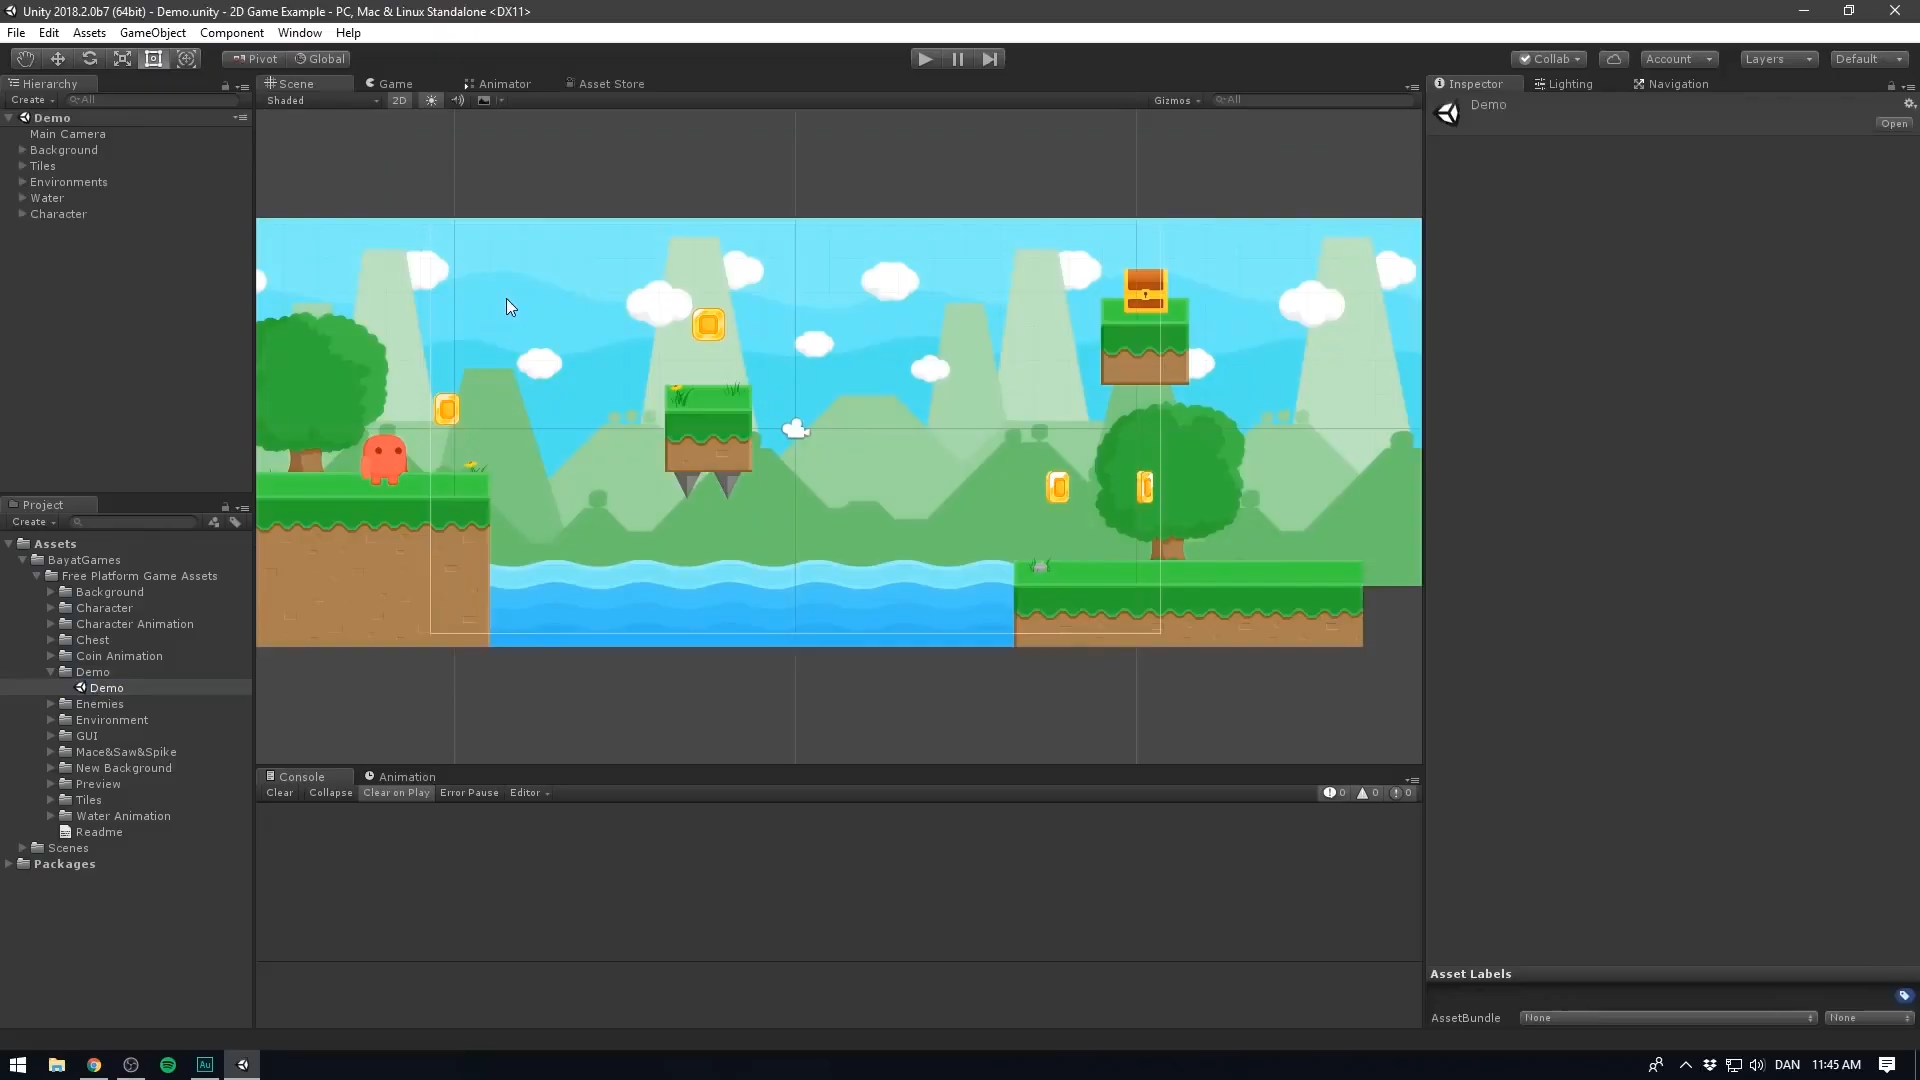 Unity 2018.2.0b7 (64bit) - Demo.unity - 2D Game Example - PC, Mac & Linux Standalone <DX11>
File Edit Assets GameObject Component Window Help
Pivot Global Collab Account Layers Default
Hierarchy
Create All
Demo
Main Camera
Background
Tiles
Environments
Water
Character
Scene Game Animator Asset Store
Shaded 2D Gizmos All
Inspector Lighting Navigation
Demo
Open
Project
Create
Assets
BayatGames
Free Platform Game Assets
Background
Character
Character Animation
Chest
Coin Animation
Demo
Demo
Enemies
Environment
GUI
Mace&Saw&Spike
New Background
Preview
Tiles
Water Animation
Readme
Scenes
Packages
Console Animation
Clear Collapse Clear on Play Error Pause Editor 0 0 0
Asset Labels
AssetBundle None None
Au DAN 11:45 AM